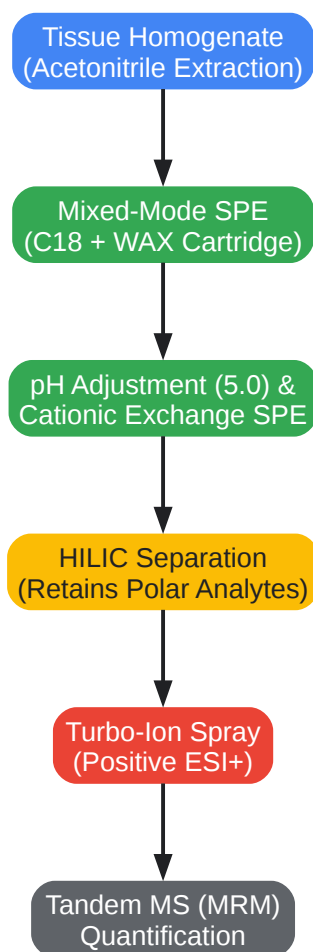 Tissue Homogenate
(Acetonitrile Extraction)
Mixed-Mode SPE
(C18 + WAX Cartridge)
pH Adjustment (5.0) &
Cationic Exchange SPE
HILIC Separation
(Retains Polar Analytes)
Turbo-Ion Spray
(Positive ESI+)
Tandem MS (MRM)
Quantification